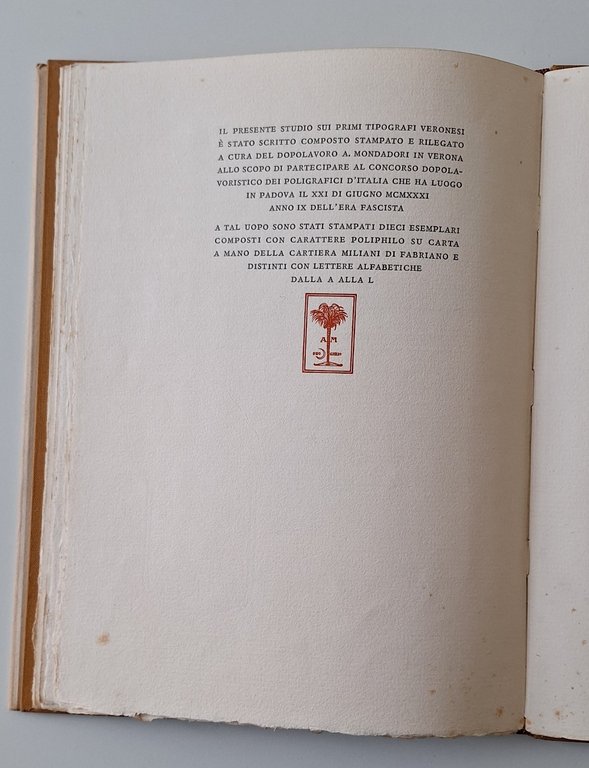 IL PRESENTE STUDIO SUI PRIMI TIPOGRAFI VERONESI
È STATO SCRITTO COMPOSTO STAMPATO E RILEGATO
A CURA DEL DOPOLAVORO A. MONDADORI IN VERONA
ALLO SCOPO DI PARTECIPARE AL CONCORSO DOPOLA-
VORISTICO DEI POLIGRAFICI D'ITALIA CHE HA LUOGO
IN PADOVA IL XXI DI GIUGNO MCMXXXI
ANNO IX DELL'ERA FASCISTA
A TAL UOPO SONO STATI STAMPATI DIECI ESEMPLARI
COMPOSTI CON CARATTERE POLIPHILO SU CARTA
A MANO DELLA CARTIERA MILIANI DI FABRIANO E
DISTINTI CON LETTERE ALFABETICHE
DALLA A ALLA L
A M